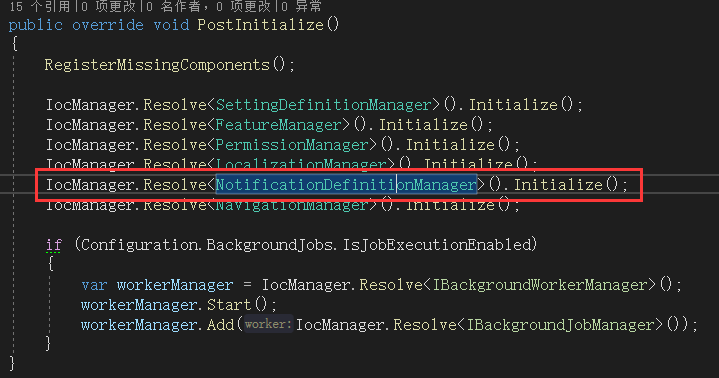 15 个引用|0 项更改|0 名作者，0 项更改|0 异常
public override void PostInitialize()
{
RegisterMissingComponents();
IocManager.Resolve<SettingDefinitionManager>().Initialize();
IocManager.Resolve<FeatureManager>().Initialize();
IocManager.Resolve<PermissionManager>().Initialize();
IocManager.Resolve<LocalizationManager>().Initialize();
IocManager.Resolve<NotificationDefinitionManager>().Initialize();
IocManager.Resolve<NavigationManager>().Initialize();
if (Configuration.BackgroundJobs.IsJobExecutionEnabled)
{
var workerManager = IocManager.Resolve<IBackgroundWorkerManager>();
workerManager.Start();
workerManager.Add(worker:IocManager.Resolve<IBackgroundJobManager>());
}
}